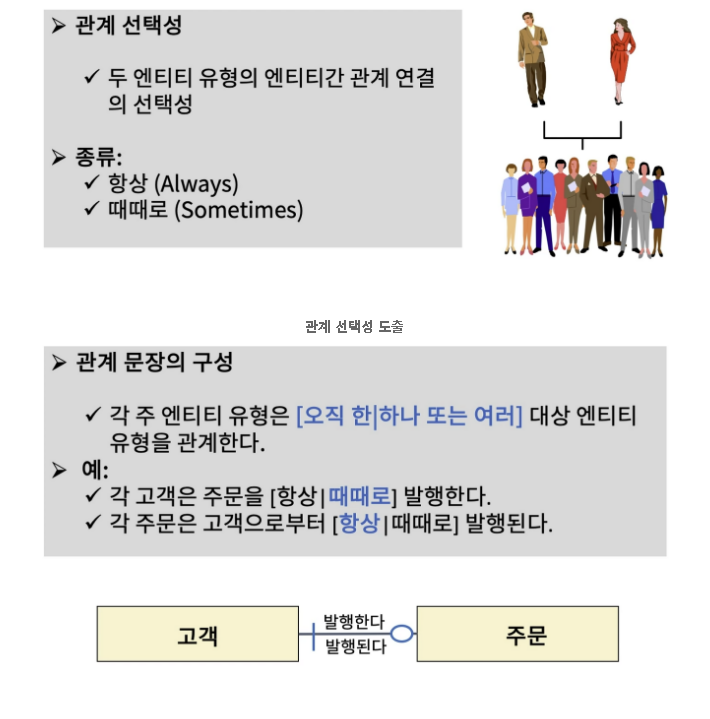 ➢ 관계 선택성
✓ 두 엔티티 유형의 엔티티간 관계 연결
의 선택성
➢ 종류:
✓ 항상 (Always)
✓ 때때로 (Sometimes)
관계 선택성 도출
➢ 관계 문장의 구성
✓ 각 주 엔티티 유형은 [오직 한|하나 또는 여러] 대상 엔티티
유형을 관계한다.
➢ 예:
✓ 각 고객은 주문을 [항상|때때로] 발행한다.
✓ 각 주문은 고객으로부터 [항상|때때로] 발행된다.
고객
발행한다
발행된다
주문